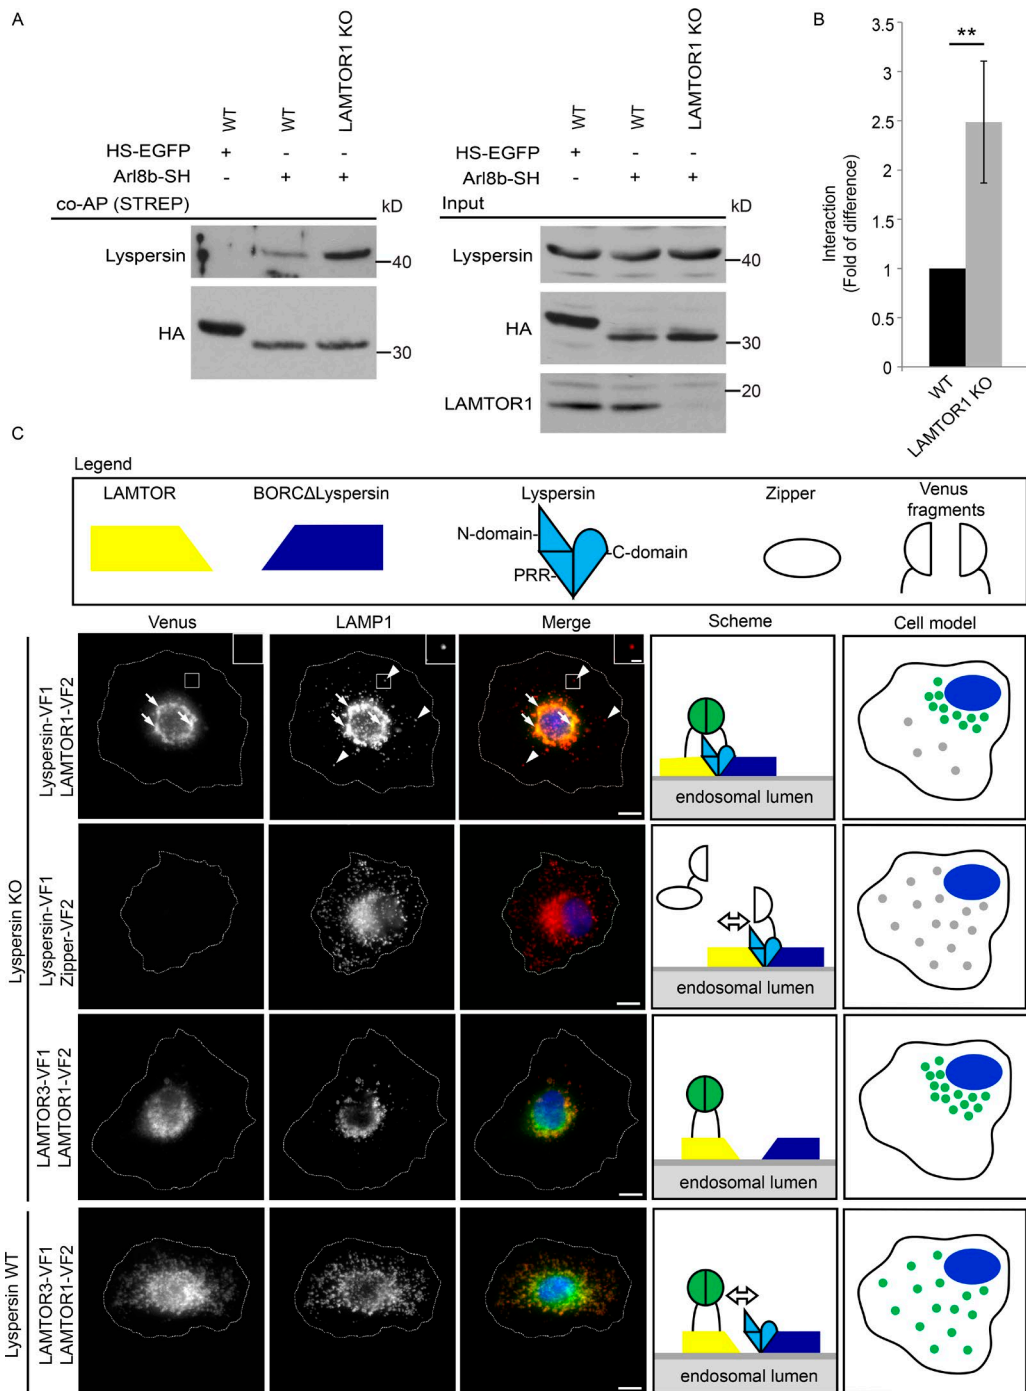 A
WT
WT
LAMTOR1 KO
HS-EGFP + - -
Arl8b-SH - + +
co-AP (STREP) kD
Lyspersin
40
HA
30
WT
WT
LAMTOR1 KO
HS-EGFP + - -
Arl8b-SH - + +
Input kD
Lyspersin
40
HA
30
LAMTOR1
20
B
**
3.5
3
2.5
2
1.5
1
0.5
0
Interaction
(Fold of difference)
WT
LAMTOR1 KO
C
Legend
LAMTOR
BORCΔLyspersin
Lyspersin
N-domain
PRR
C-domain
Zipper
Venus
fragments
Venus LAMP1 Merge Scheme Cell model
Lyspersin KO
Lyspersin-VF1
LAMTOR1-VF2
endosomal lumen
Lyspersin-VF1
Zipper-VF2
endosomal lumen
LAMTOR3-VF1
LAMTOR1-VF2
endosomal lumen
Lyspersin WT
LAMTOR3-VF1
LAMTOR1-VF2
endosomal lumen